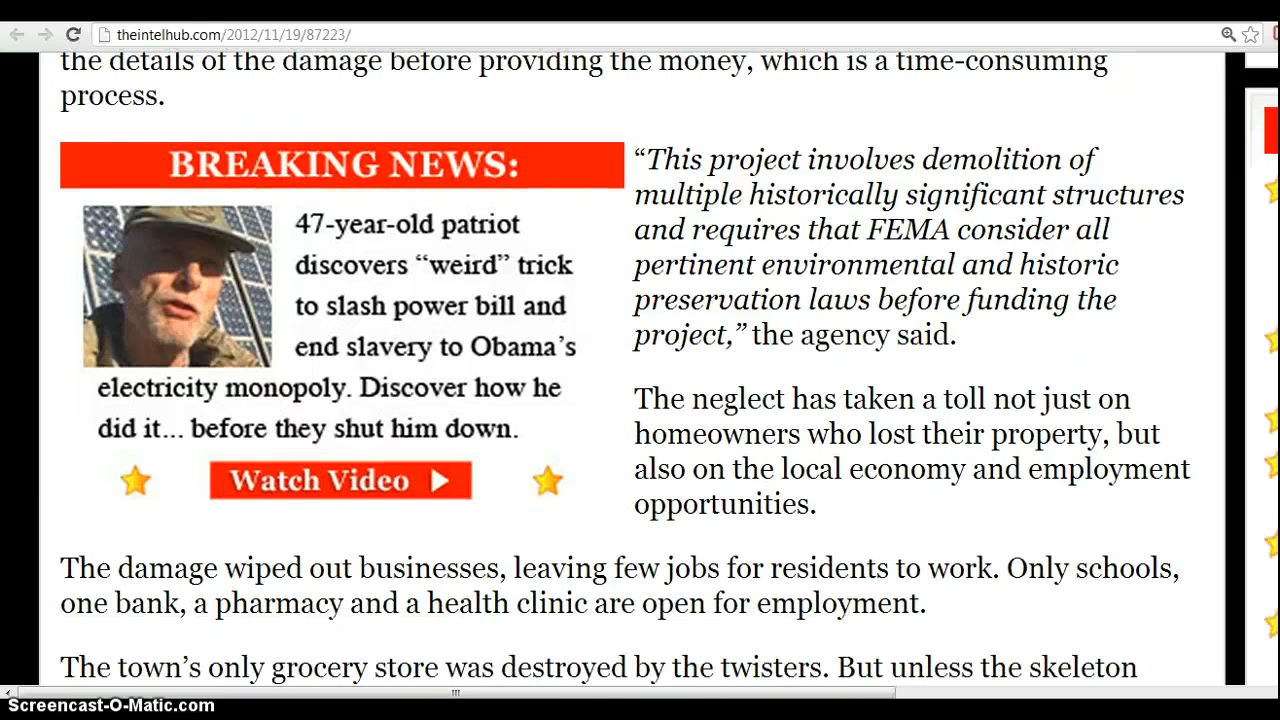 theintelhub.com/2012/11/19/87223/
the details of the damage before providing the money, which is a time-consuming
process.
BREAKING NEWS:
47-year-old patriot
discovers “weird” trick
to slash power bill and
end slavery to Obama’s
electricity monopoly. Discover how he
did it... before they shut him down.
Watch Video
“This project involves demolition of
multiple historically significant structures
and requires that FEMA consider all
pertinent environmental and historic
preservation laws before funding the
project,” the agency said.
The neglect has taken a toll not just on
homeowners who lost their property, but
also on the local economy and employment
opportunities.
The damage wiped out businesses, leaving few jobs for residents to work. Only schools,
one bank, a pharmacy and a health clinic are open for employment.
The town’s only grocery store was destroyed by the twisters. But unless the skeleton
Screencast-O-Matic.com